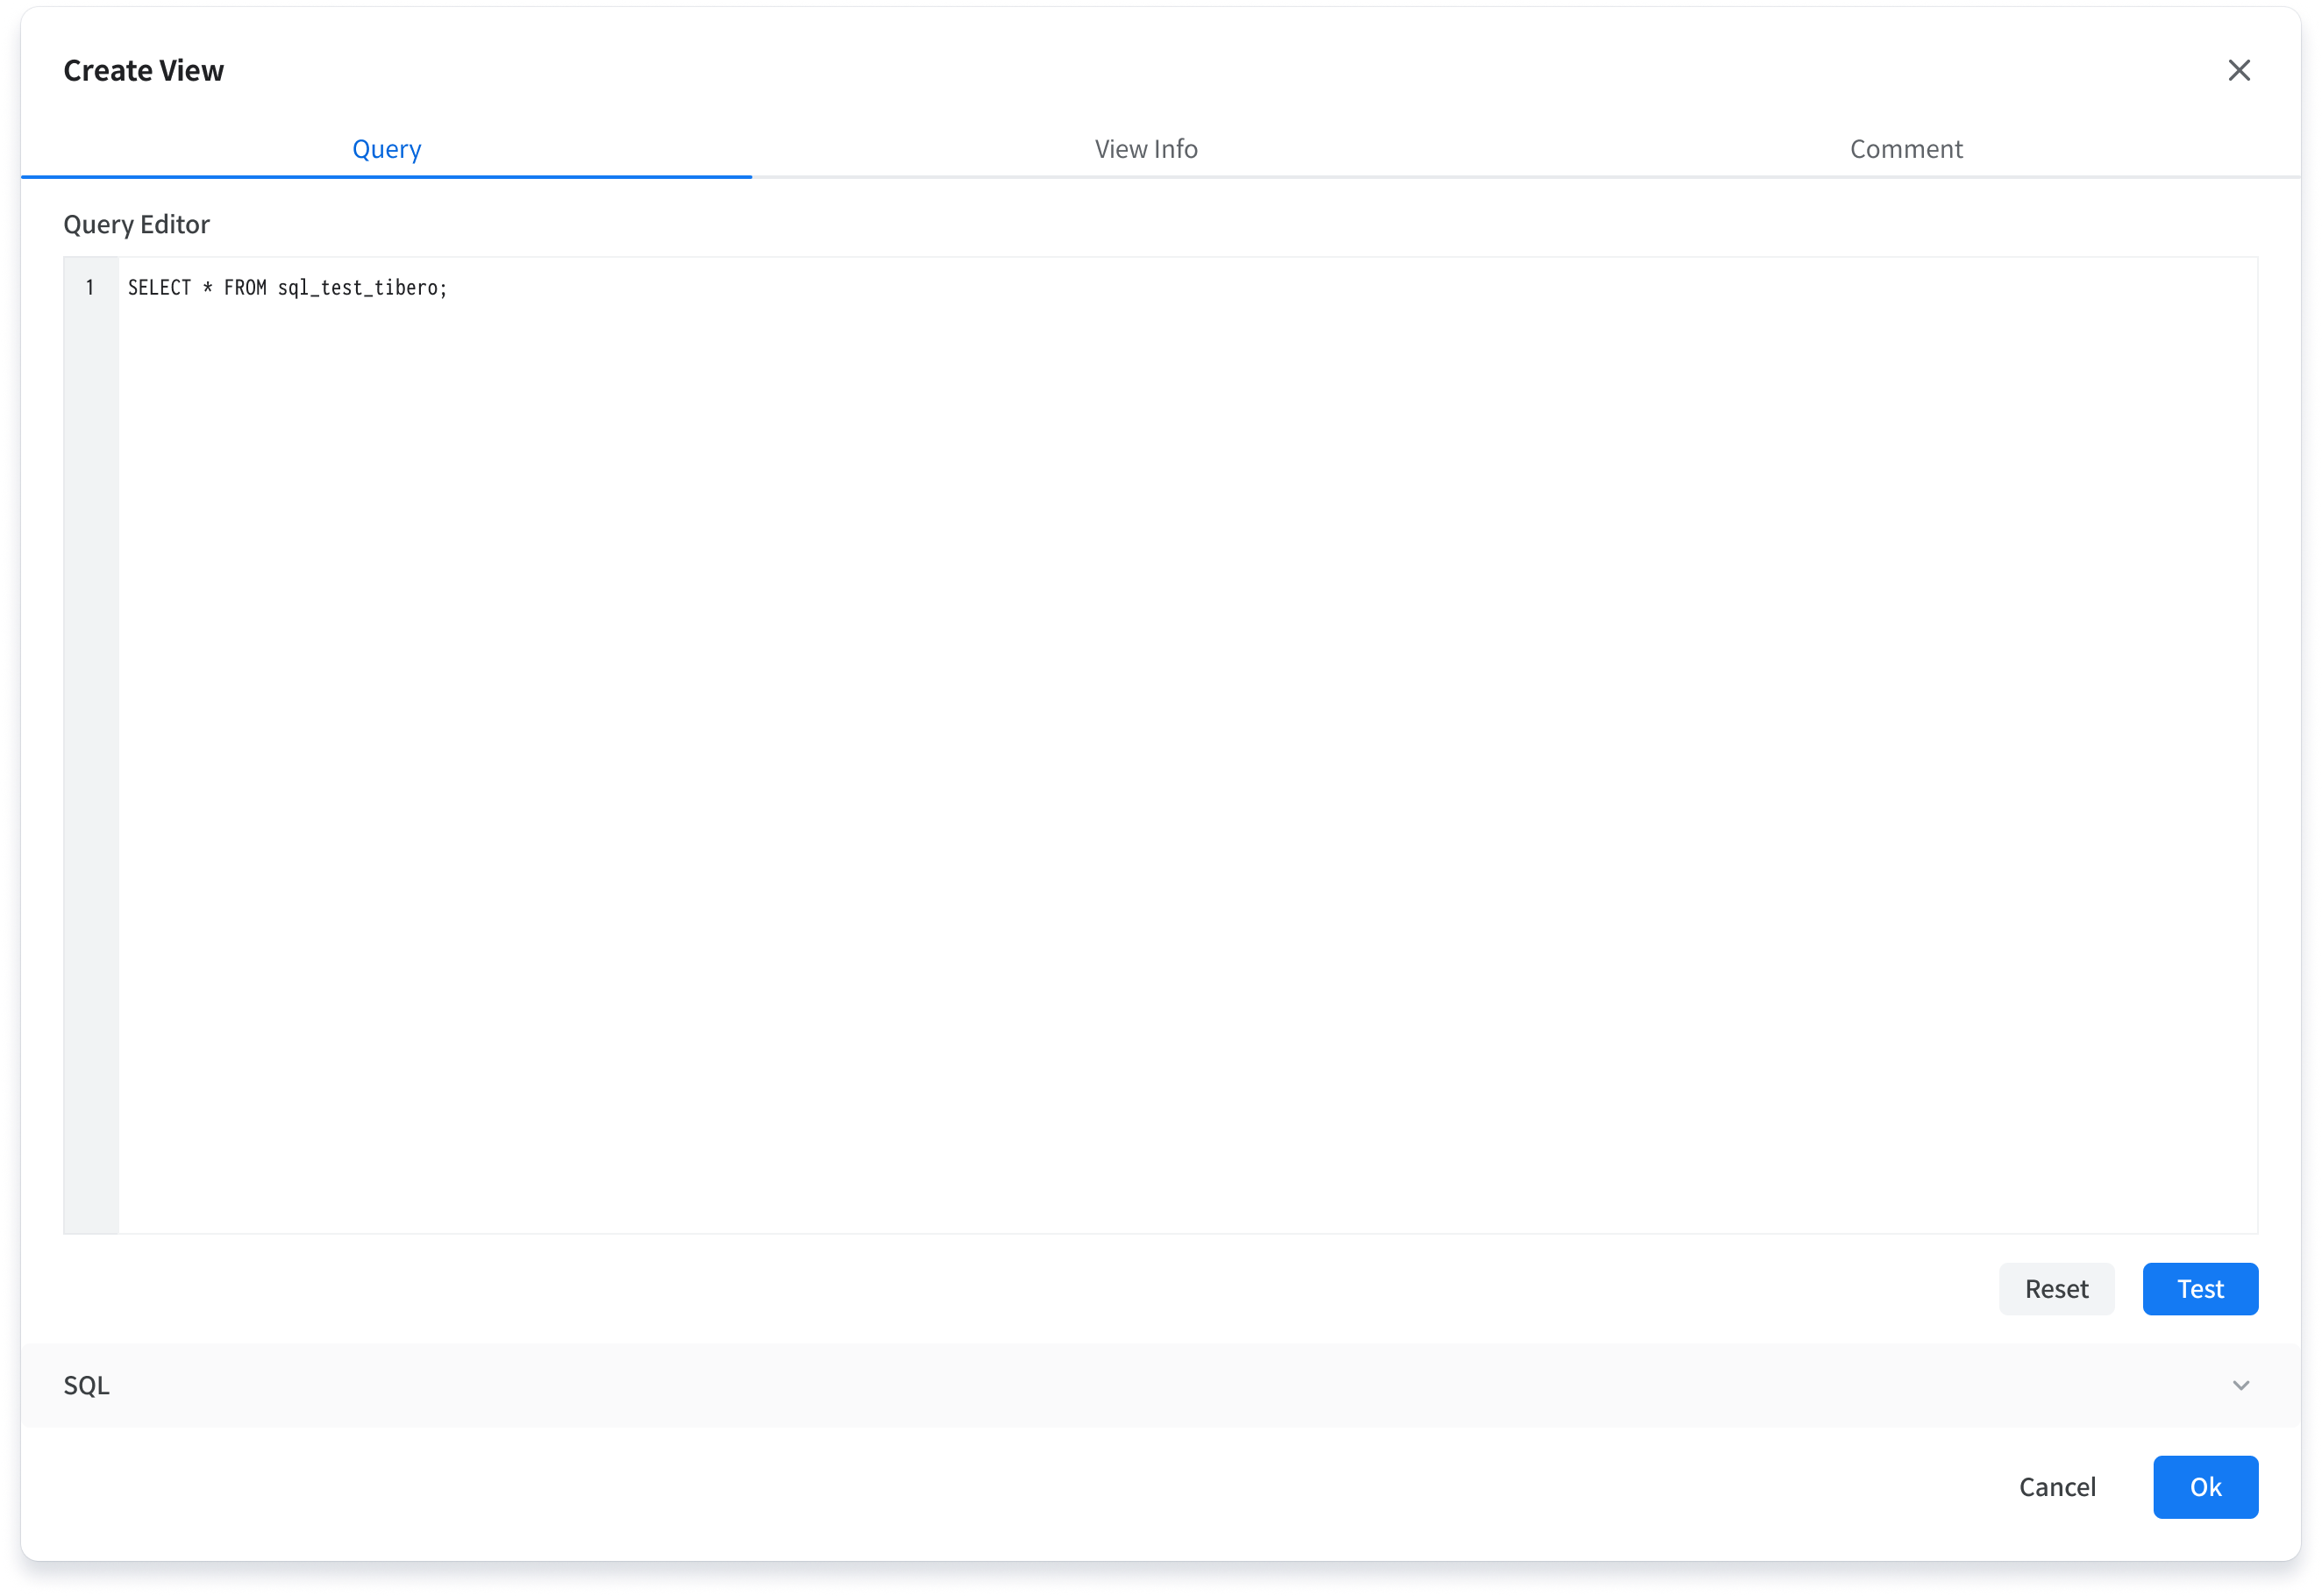 Create View
Query
View Info
Comment
Query Editor
1 SELECT * FROM sql_test_tibero;
Reset
Test
SQL
Cancel
Ok